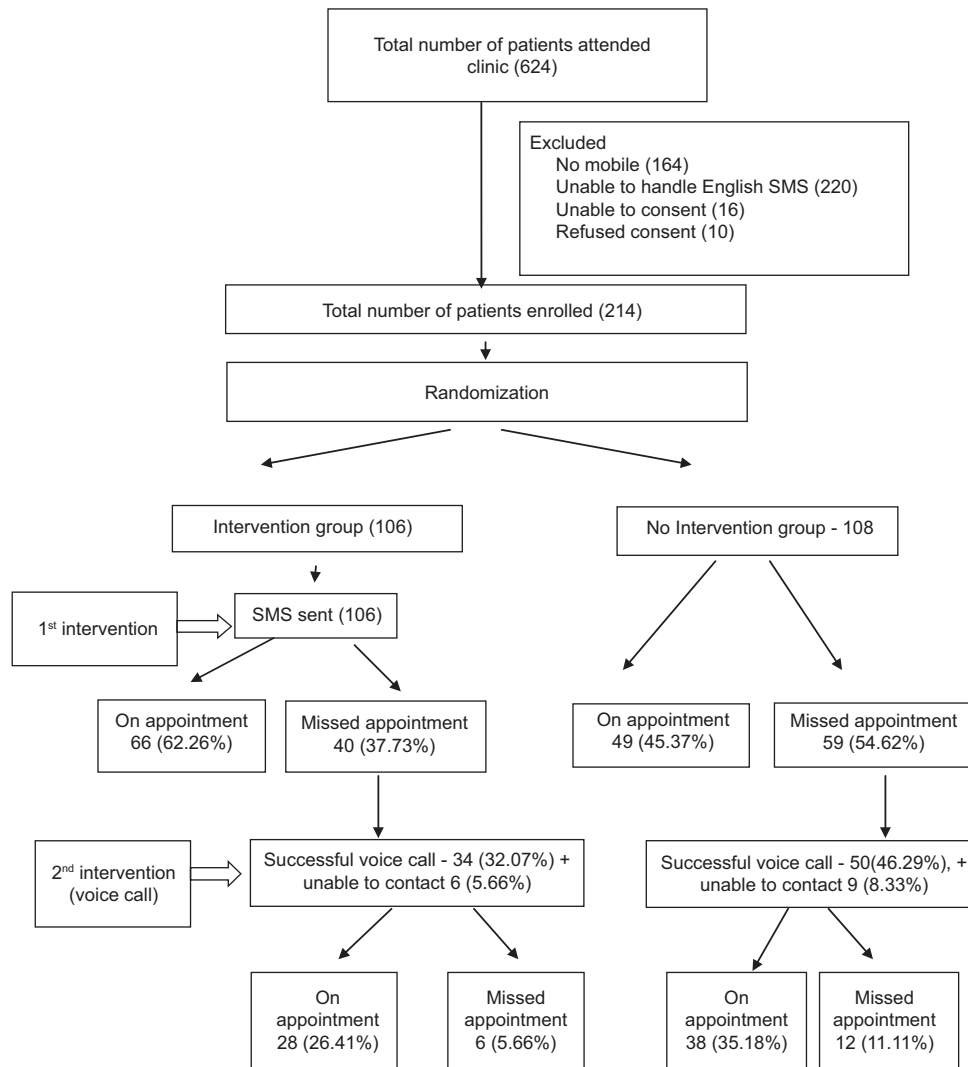 Total number of patients attended
clinic (624)
Excluded
No mobile (164)
Unable to handle English SMS (220)
Unable to consent (16)
Refused consent (10)
Total number of patients enrolled (214)
Randomization
Intervention group (106)
No Intervention group - 108
1st intervention
SMS sent (106)
On appointment
66 (62.26%)
Missed appointment
40 (37.73%)
On appointment
49 (45.37%)
Missed appointment
59 (54.62%)
2nd intervention
(voice call)
Successful voice call - 34 (32.07%) +
unable to contact 6 (5.66%)
Successful voice call - 50(46.29%), +
unable to contact 9 (8.33%)
On
appointment
28 (26.41%)
Missed
appointment
6 (5.66%)
On
appointment
38 (35.18%)
Missed
appointment
12 (11.11%)